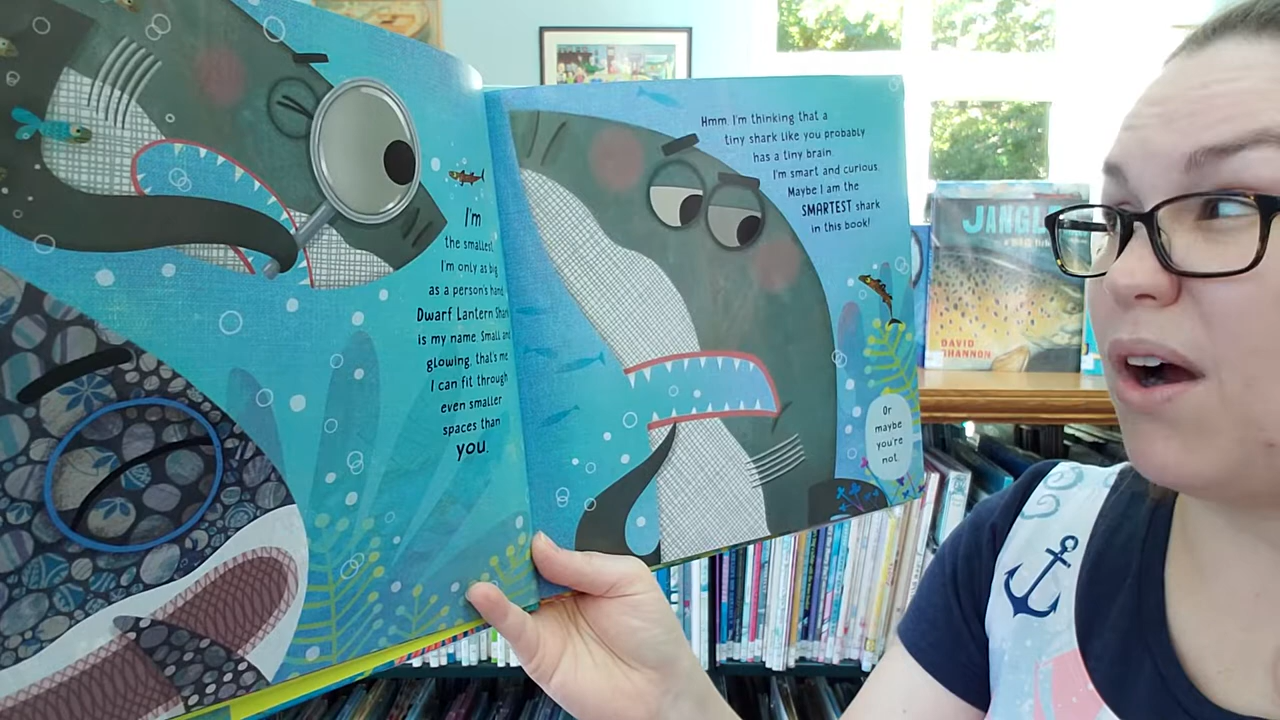 I'm
the smallest.
I'm only as big
as a person's hand.
Dwarf Lantern Shark
is my name. Small and
glowing, that's me
I can fit through
even smaller
spaces than
you.
Hmm I'm thinking that a
tiny shark like you probably
has a tiny brain.
I'm smart and curious.
Maybe I am the
SMARTEST shark
in this book!
Or
maybe
you're
not.
JANGL
DAVID
HANNON